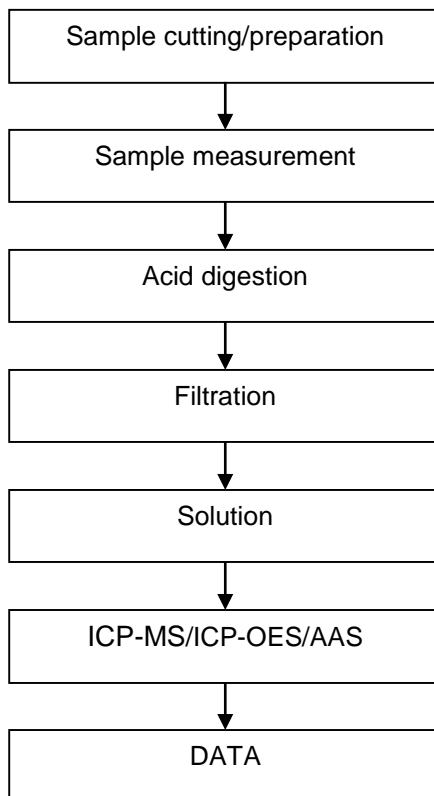 Sample cutting/preparation
Sample measurement
Acid digestion
Filtration
Solution
ICP-MS/ICP-OES/AAS
DATA